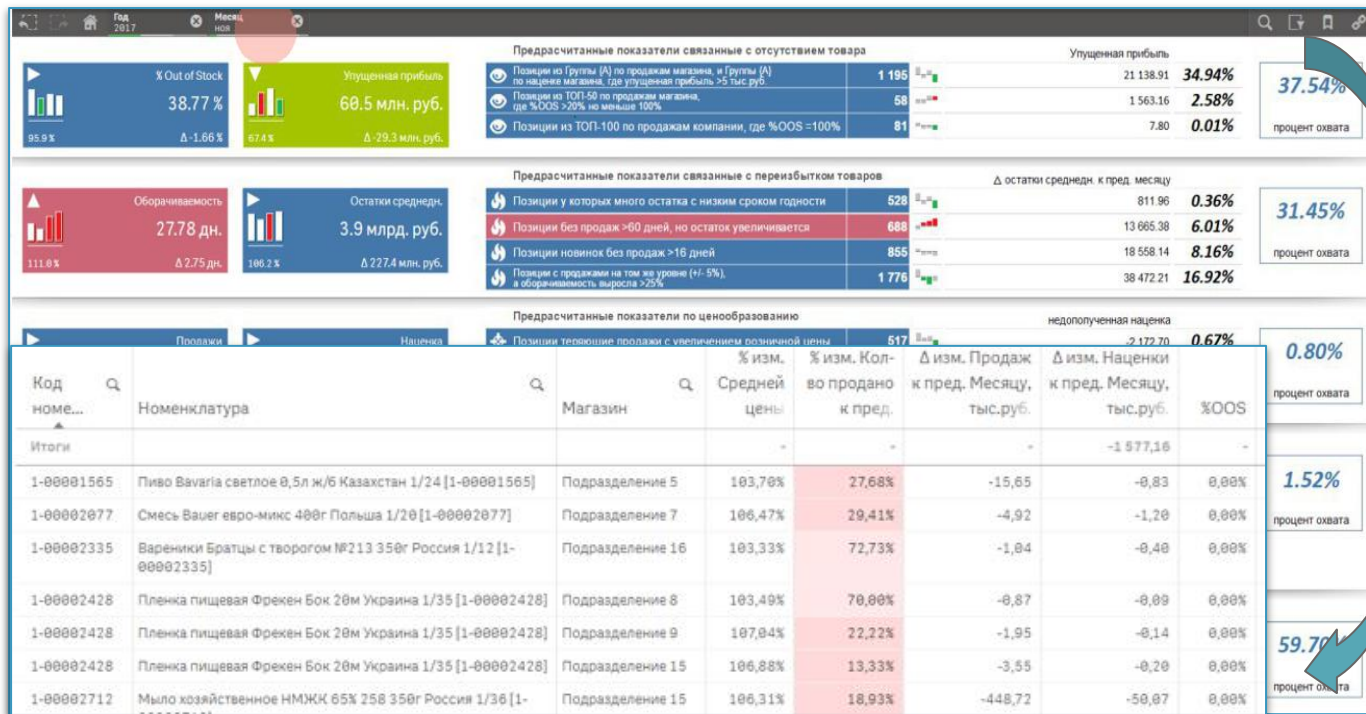 Год
2017
Месяц
ноя
Предрасчитанные показатели связанные с отсутствием товара
Упущенная прибыль
% Out of Stock
38.77 %
95.9 %
Δ -1.66 %
Упущенная прибыль
60.5 млн. руб.
67.4 %
Δ -29.3 млн. руб.
Позиции из Группы {A} по продажам магазина, и Группы {A}
по наценке магазина, где упущенная прибыль >5 тыс.руб.
1 195
21 138.91
34.94%
Позиции из ТОП-50 по продажам магазина,
где %OOS >20% но меньше 100%
58
1 563.16
2.58%
Позиции из ТОП-100 по продажам компании, где %OOS =100%
81
7.80
0.01%
37.54%
процент охвата
Предрасчитанные показатели связанные с переизбытком товаров
Δ остатки среднедн. к пред. месяцу
Оборачиваемость
27.78 дн.
111.0 %
Δ 2.75 дн.
Остатки среднедн.
3.9 млрд. руб.
106.2 %
Δ 227.4 млн. руб.
Позиции у которых много остатка с низким сроком годности
528
811.96
0.36%
Позиции без продаж >60 дней, но остаток увеличивается
688
13 665.38
6.01%
Позиции новинок без продаж >16 дней
855
18 558.14
8.16%
Позиции с продажами на том же уровне (+/- 5%),
а оборачиваемость выросла >25%
1 776
38 472.21
16.92%
31.45%
процент охвата
Предрасчитанные показатели по ценообразованию
недополученная наценка
Продажи
Наценка
Позиции теряющие продажи с увеличением розничной цены
517
-2 172.70
0.67%
0.80%
процент охвата
Код
номе...
Номенклатура
Магазин
% изм.
Средней
цены
% изм. Кол-
во продано
к пред.
Δ изм. Продаж
к пред. Месяцу,
тыс.руб.
Δ изм. Наценки
к пред. Месяцу,
тыс.руб.
%OOS
Итоги - - - -1 577,16 -
1-00001565 Пиво Bavaria светлое 0,5л ж/б Казахстан 1/24 [1-00001565] Подразделение 5 103,70% 27,68% -15,65 -0,83 0,00%
1-00002077 Смесь Bauer евро-микс 400г Польша 1/20 [1-00002077] Подразделение 7 106,47% 29,41% -4,92 -1,20 0,00%
1-00002335 Вареники Братцы с творогом №213 350г Россия 1/12 [1- Подразделение 16 103,33% 72,73% -1,04 -0,40 0,00%
00002335]
1-00002428 Пленка пищевая Фрекен Бок 20м Украина 1/35 [1-00002428] Подразделение 8 103,49% 70,00% -0,87 -0,09 0,00%
1-00002428 Пленка пищевая Фрекен Бок 20м Украина 1/35 [1-00002428] Подразделение 9 107,04% 22,22% -1,95 -0,14 0,00%
1-00002428 Пленка пищевая Фрекен Бок 20м Украина 1/35 [1-00002428] Подразделение 15 106,88% 13,33% -3,55 -0,20 0,00%
1-00002712 Мыло хозяйственное НМЖК 65% 258 350г Россия 1/36 [1- Подразделение 15 106,31% 18,93% -448,72 -50,07 0,00%
1.52%
процент охвата
59.70
процент охвата